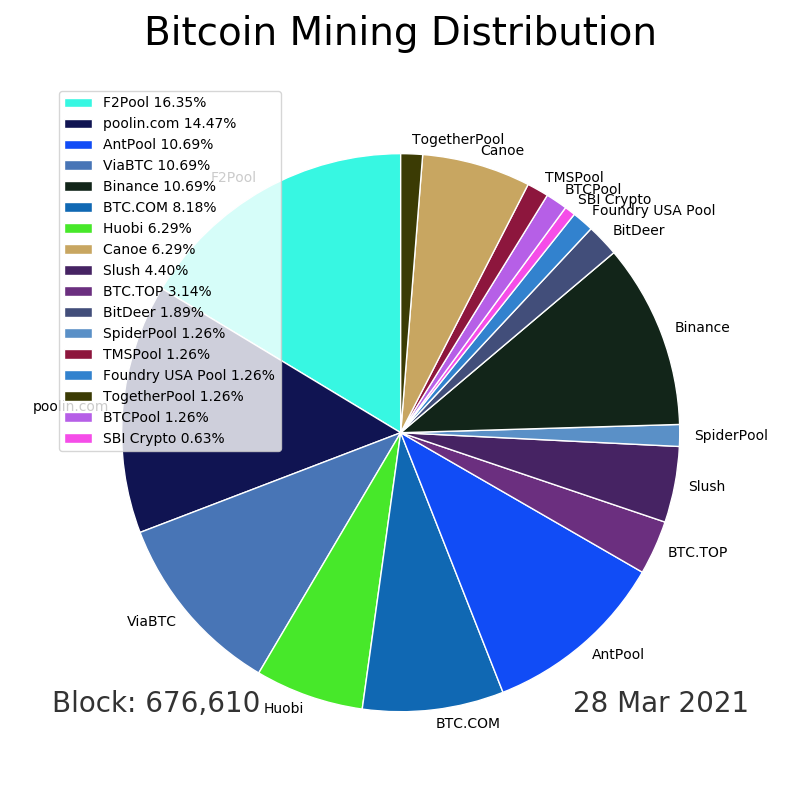 Bitcoin Mining Distribution
F2Pool 16.35%
poolin.com 14.47%
AntPool 10.69%
ViaBTC 10.69%
Binance 10.69%
BTC.COM 8.18%
Huobi 6.29%
Canoe 6.29%
Slush 4.40%
BTC.TOP 3.14%
BitDeer 1.89%
SpiderPool 1.26%
TMSPool 1.26%
Foundry USA Pool 1.26%
TogetherPool 1.26%
BTCPool 1.26%
SBI Crypto 0.63%
TogetherPool
Canoe
TMSPool
BTCPool
SBI Crypto
Foundry USA Pool
BitDeer
Binance
SpiderPool
Slush
BTC.TOP
AntPool
BTC.COM
Huobi
ViaBTC
poolin.com
F2Pool
Block: 676,610
28 Mar 2021